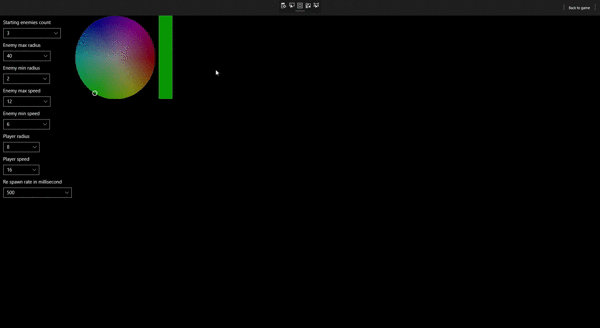 back to game
Starting enemies count
3
Enemy max radius
40
Enemy min radius
2
Enemy max speed
12
Enemy min speed
6
Player radius
8
Player speed
16
Re spawn rate in millisecond
500